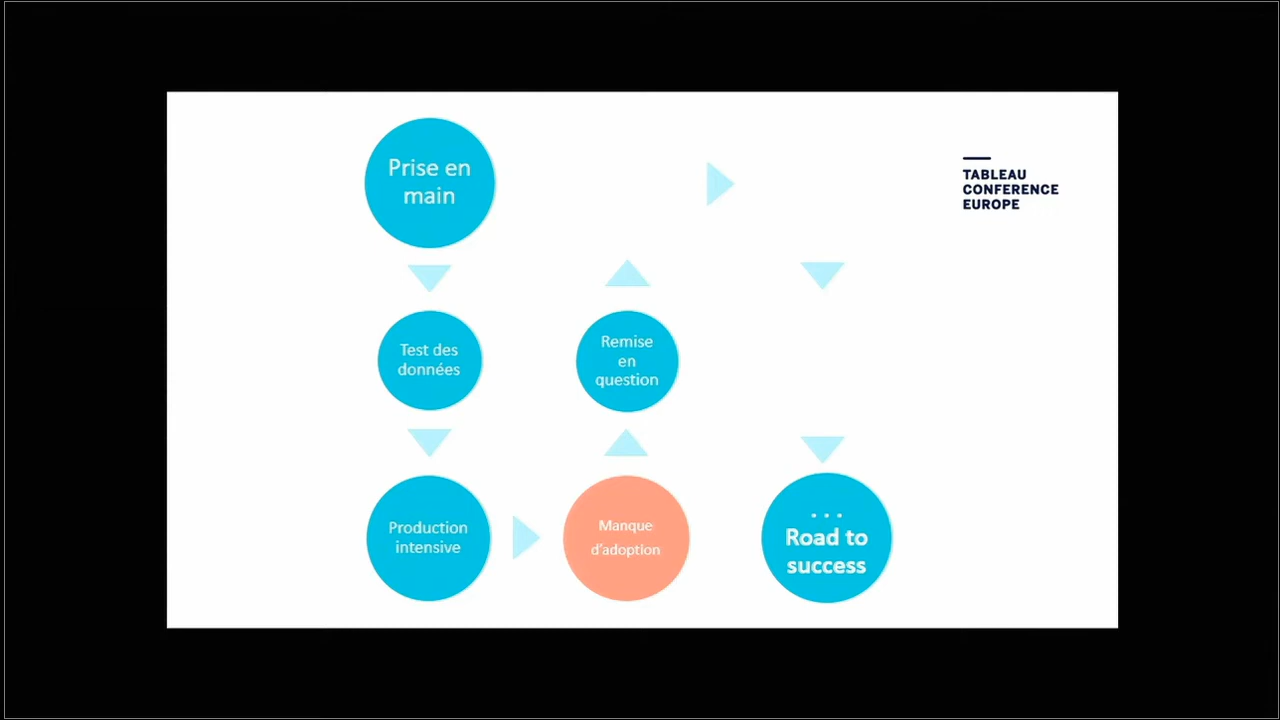 Prise en
main
TABLEAU
CONFERENCE
EUROPE
Test des
données
Remise
en
question
Production
intensive
Manque
d’adoption
...
Road to
success